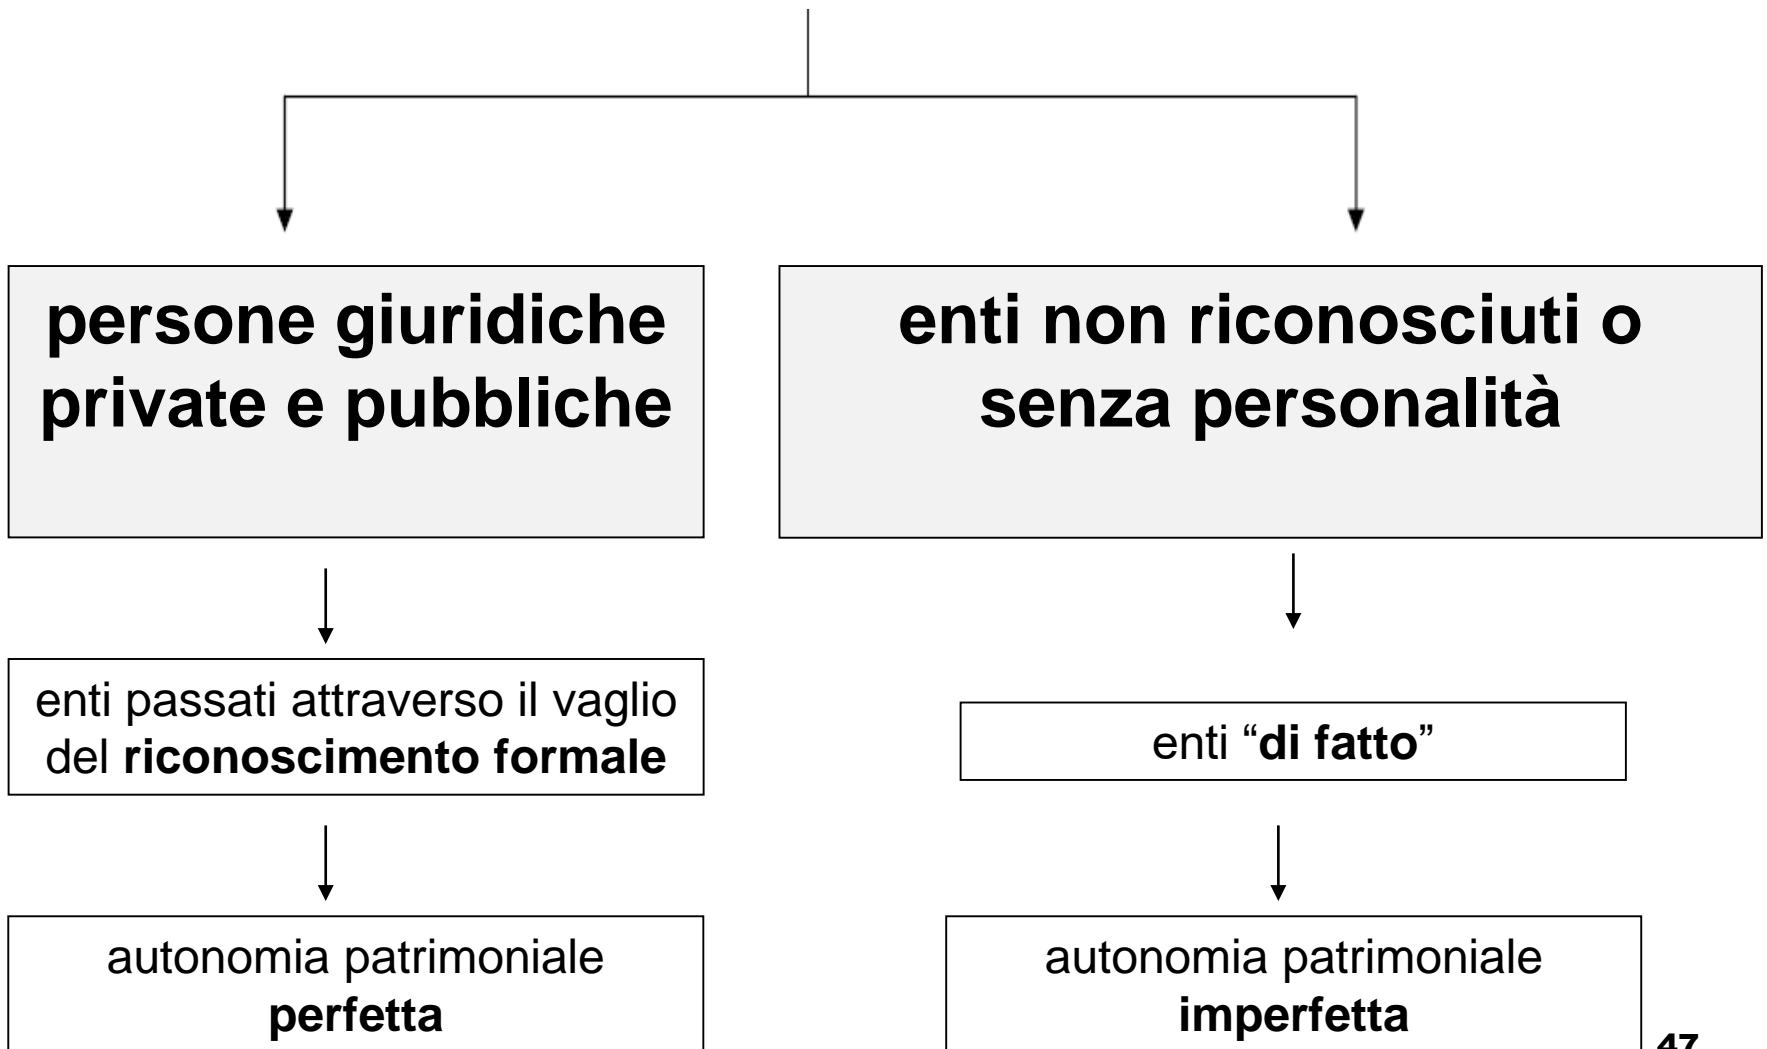 persone giuridiche
private e pubbliche
enti non riconosciuti o
senza personalità
enti passati attraverso il vaglio
del riconoscimento formale
enti “di fatto”
autonomia patrimoniale
perfetta
autonomia patrimoniale
imperfetta
47